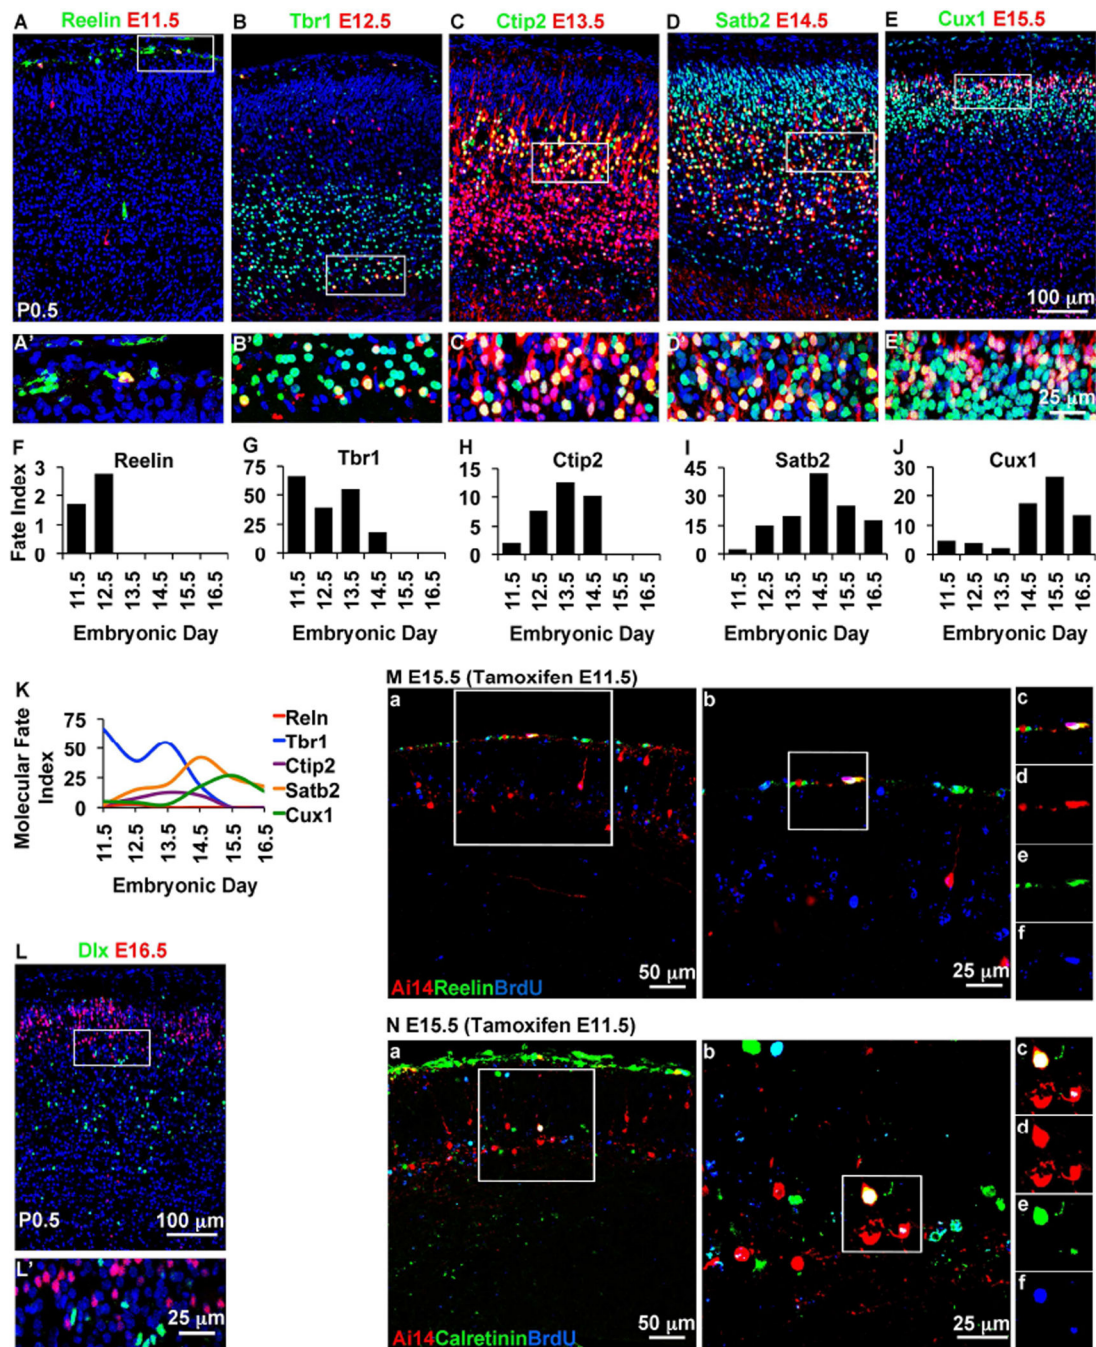 A Reelin E11.5
B Tbr1 E12.5
C Ctip2 E13.5
D Satb2 E14.5
E Cux1 E15.5
P0.5
100 µm
A'
B'
C'
D'
E'
25 µm
F Reelin
G Tbr1
H Ctip2
I Satb2
J Cux1
Fate Index
3
2
1
0
75
50
25
0
15
10
5
0
45
30
15
0
30
20
10
0
11.5 12.5 13.5 14.5 15.5 16.5
11.5 12.5 13.5 14.5 15.5 16.5
11.5 12.5 13.5 14.5 15.5 16.5
11.5 12.5 13.5 14.5 15.5 16.5
11.5 12.5 13.5 14.5 15.5 16.5
Embryonic Day
Embryonic Day
Embryonic Day
Embryonic Day
Embryonic Day
K
Molecular Fate
Index
75
50
25
0
11.5 12.5 13.5 14.5 15.5 16.5
Embryonic Day
Reln
Tbr1
Ctip2
Satb2
Cux1
L
Dlx E16.5
P0.5
100 µm
L'
25 µm
M E15.5 (Tamoxifen E11.5)
a
b
c
d
e
f
Ai14ReelinBrdU
50 µm
25 µm
N E15.5 (Tamoxifen E11.5)
a
b
c
d
e
f
Ai14CalretininBrdU
50 µm
25 µm